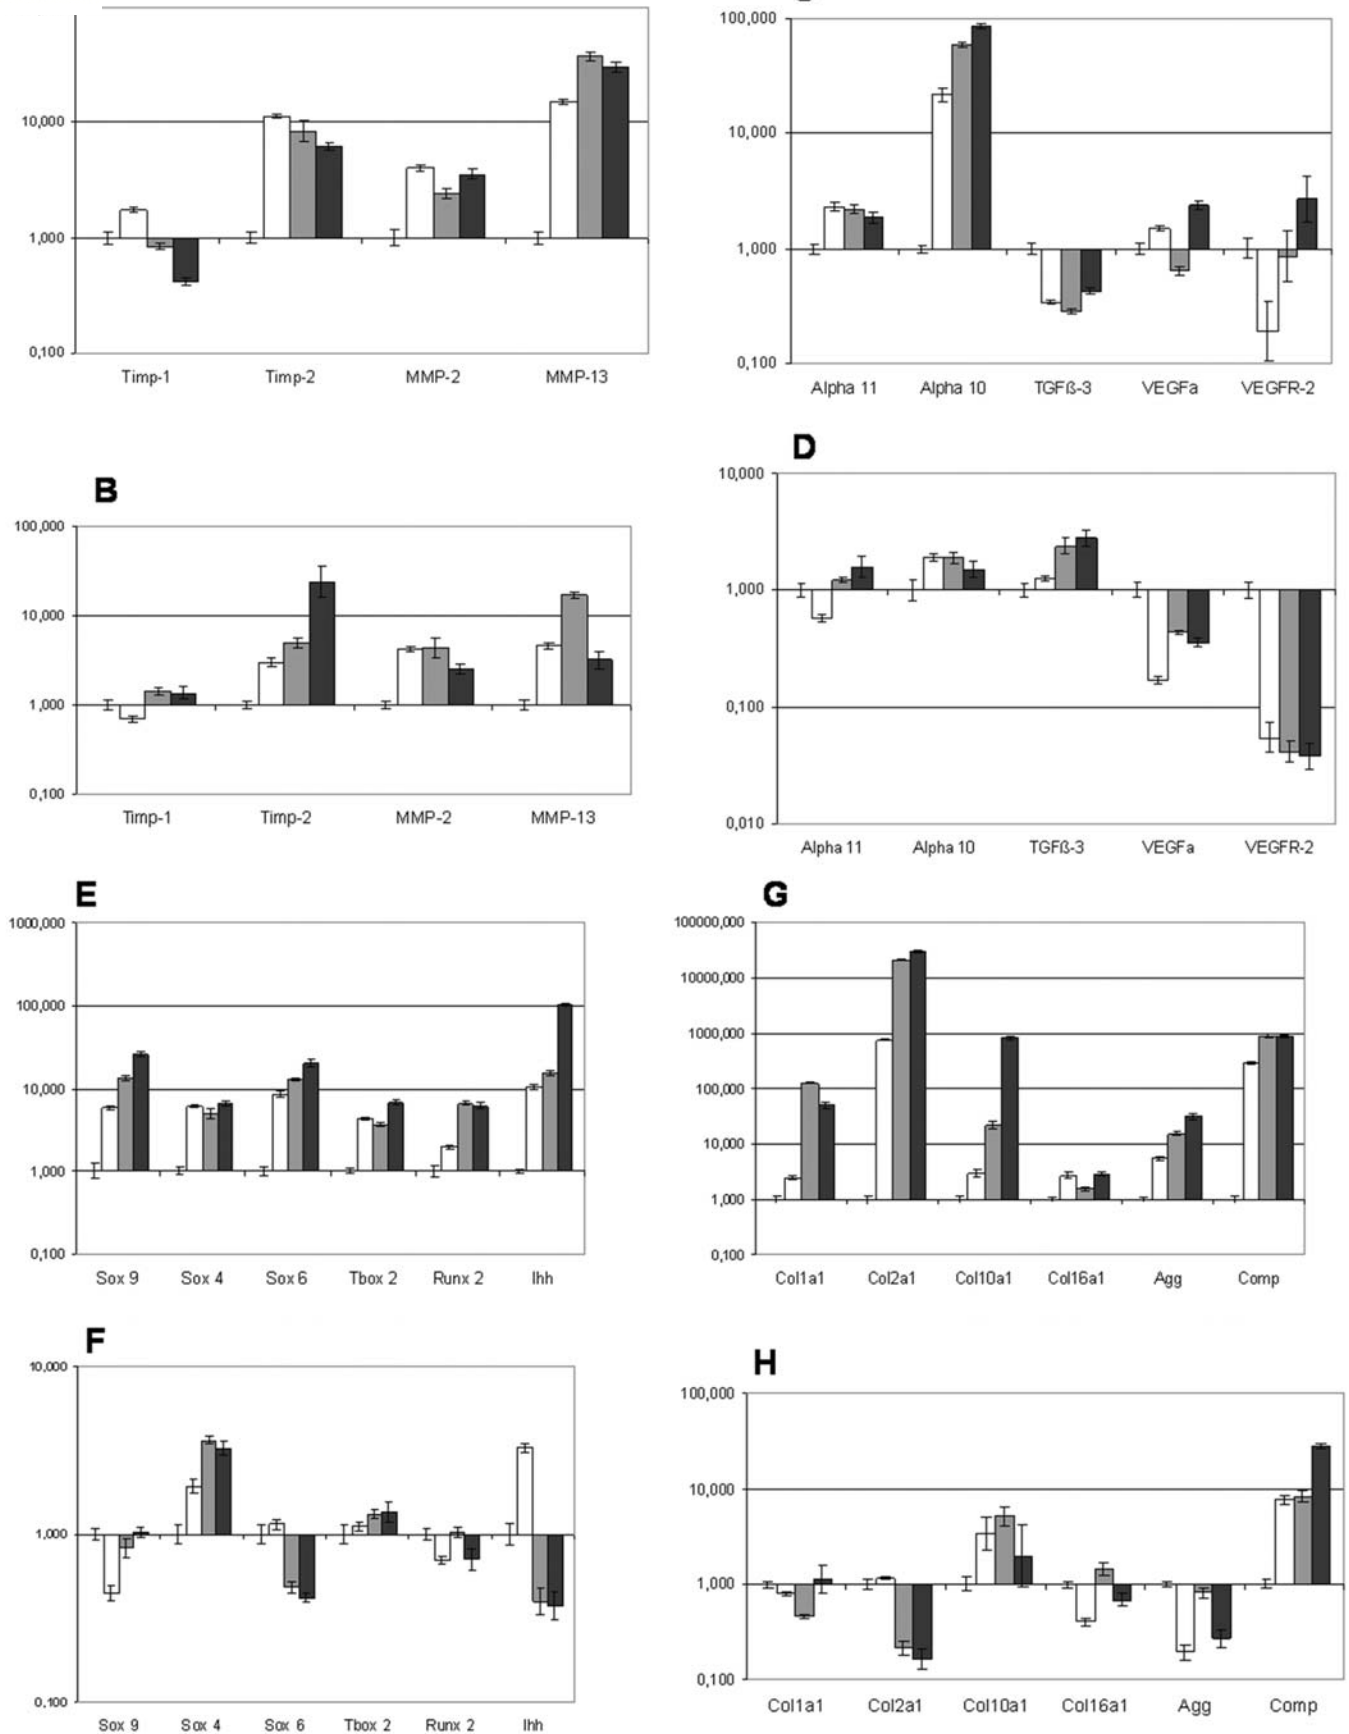 10,000
1,000
0,100
Timp-1 Timp-2 MMP-2 MMP-13
100,000
10,000
1,000
0,100
Alpha 11 Alpha 10 TGFß-3 VEGFa VEGFR-2
B
100,000
10,000
1,000
0,100
Timp-1 Timp-2 MMP-2 MMP-13
D
10,000
1,000
0,100
0,010
Alpha 11 Alpha 10 TGFß-3 VEGFa VEGFR-2
E
1000,000
100,000
10,000
1,000
0,100
Sox 9 Sox 4 Sox 6 Tbox 2 Runx 2 Ihh
G
100000,000
10000,000
1000,000
100,000
10,000
1,000
0,100
Col1a1 Col2a1 Col10a1 Col16a1 Agg Comp
F
10,000
1,000
0,100
Sox 9 Sox 4 Sox 6 Tbox 2 Runx 2 Ihh
H
100,000
10,000
1,000
0,100
Col1a1 Col2a1 Col10a1 Col16a1 Agg Comp